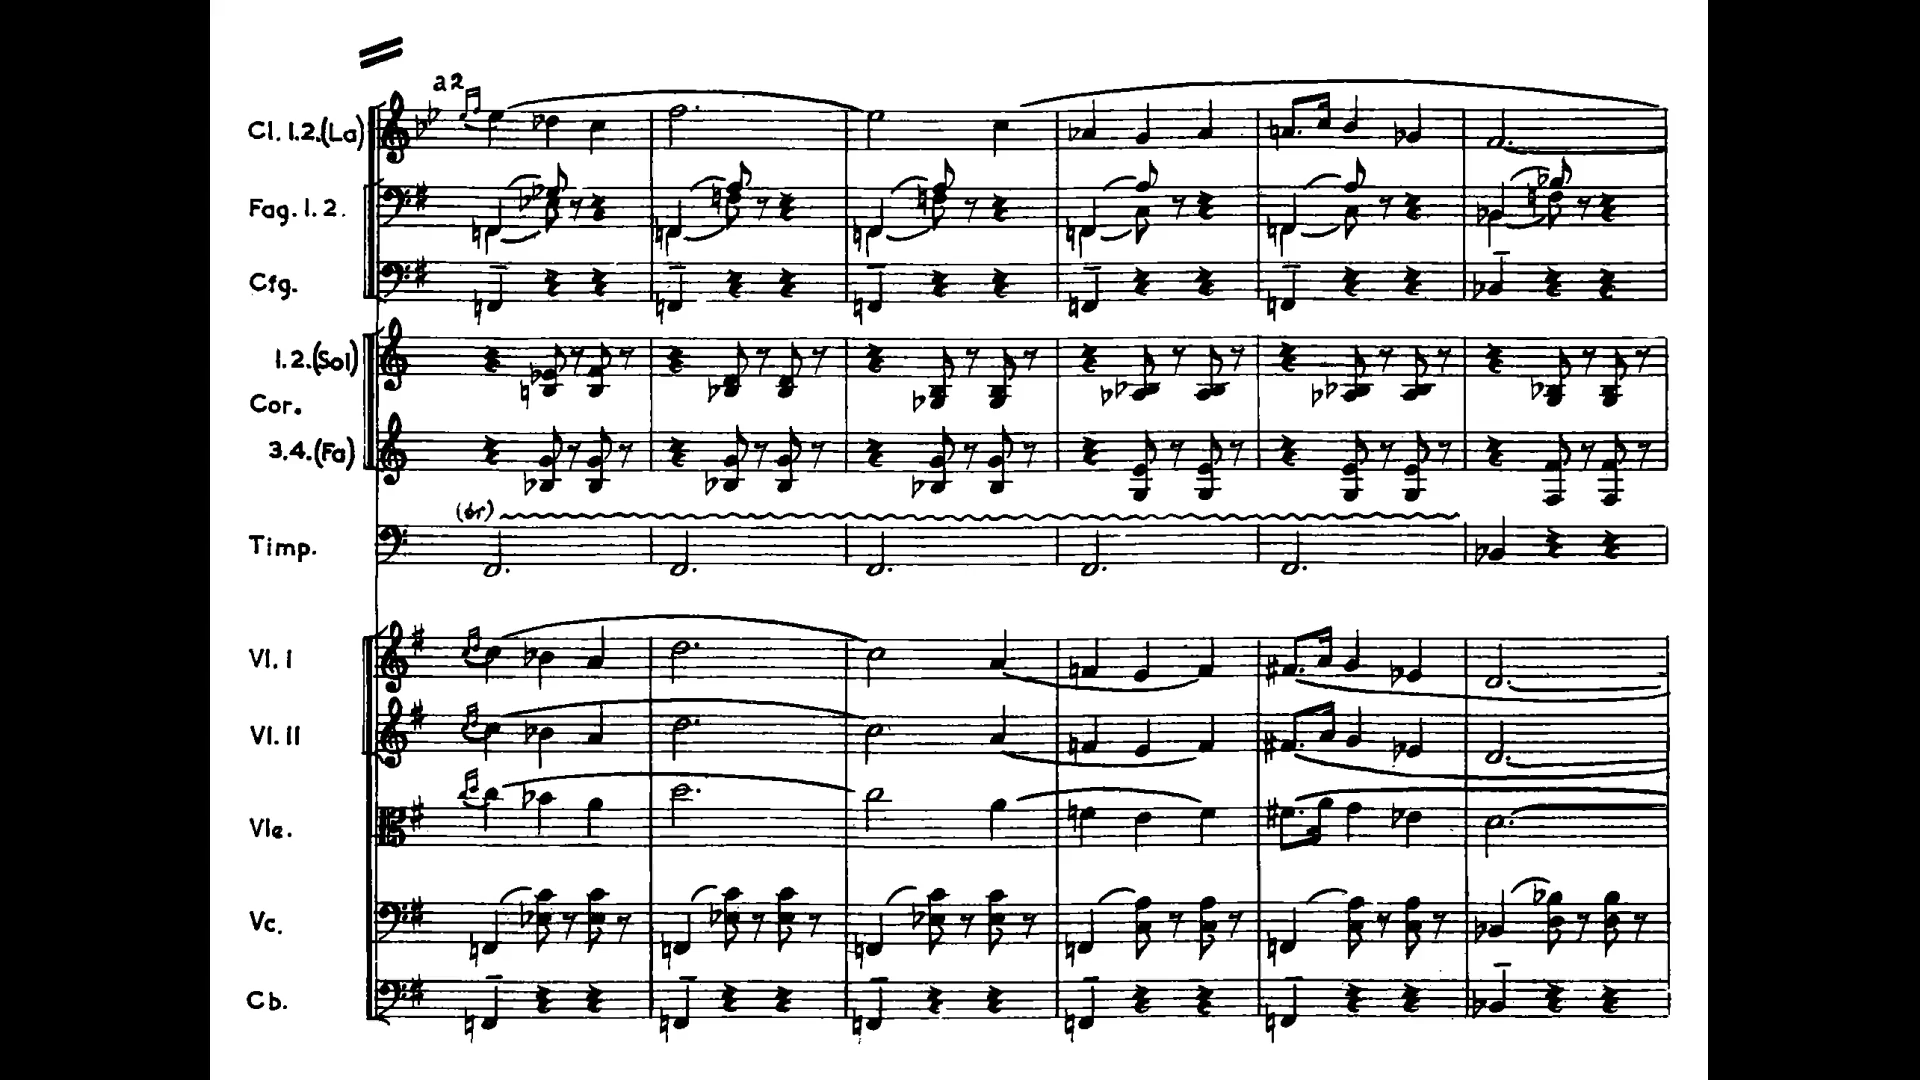 a2
Cl. 1.2.(La)
Fag. 1.2.
Cfg.
1.2.(Sol)
Cor.
3.4.(Fa)
(tr)
Timp.
Vl. I
Vl. II
Vle.
Vc.
Cb.